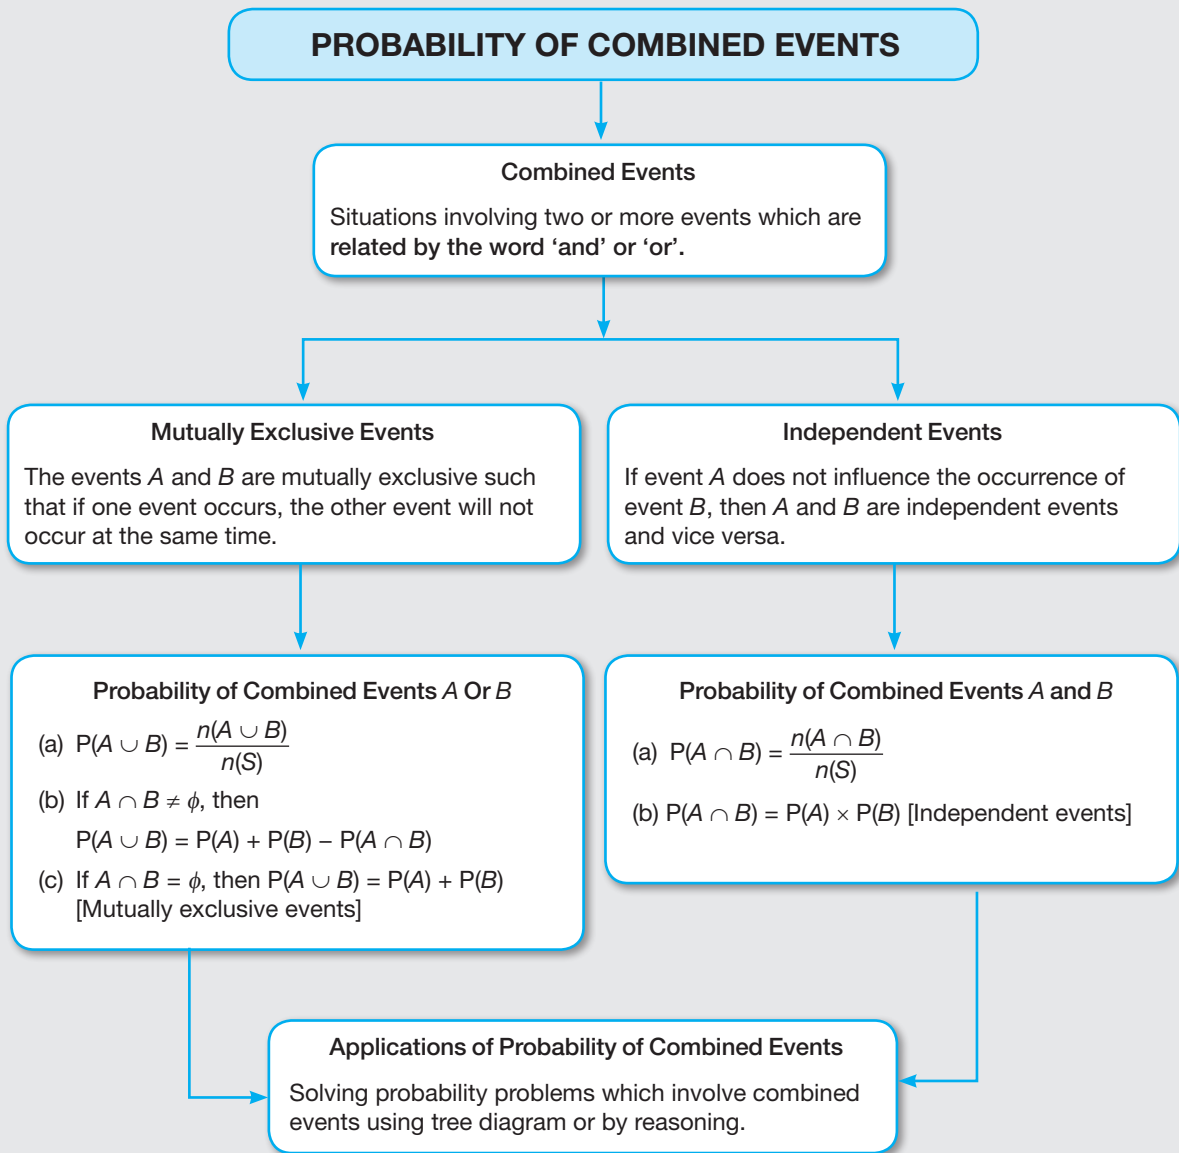 PROBABILITY OF COMBINED EVENTS
Combined Events
Situations involving two or more events which are
related by the word ‘and’ or ‘or’.
Mutually Exclusive Events
The events A and B are mutually exclusive such
that if one event occurs, the other event will not
occur at the same time.
Independent Events
If event A does not influence the occurrence of
event B, then A and B are independent events
and vice versa.
Probability of Combined Events A Or B
(a) P(A ∪ B) = n(A ∪ B)/n(S)
(b) If A ∩ B ≠ ϕ, then
P(A ∪ B) = P(A) + P(B) – P(A ∩ B)
(c) If A ∩ B = ϕ, then P(A ∪ B) = P(A) + P(B)
[Mutually exclusive events]
Probability of Combined Events A and B
(a) P(A ∩ B) = n(A ∩ B)/n(S)
(b) P(A ∩ B) = P(A) × P(B) [Independent events]
Applications of Probability of Combined Events
Solving probability problems which involve combined
events using tree diagram or by reasoning.